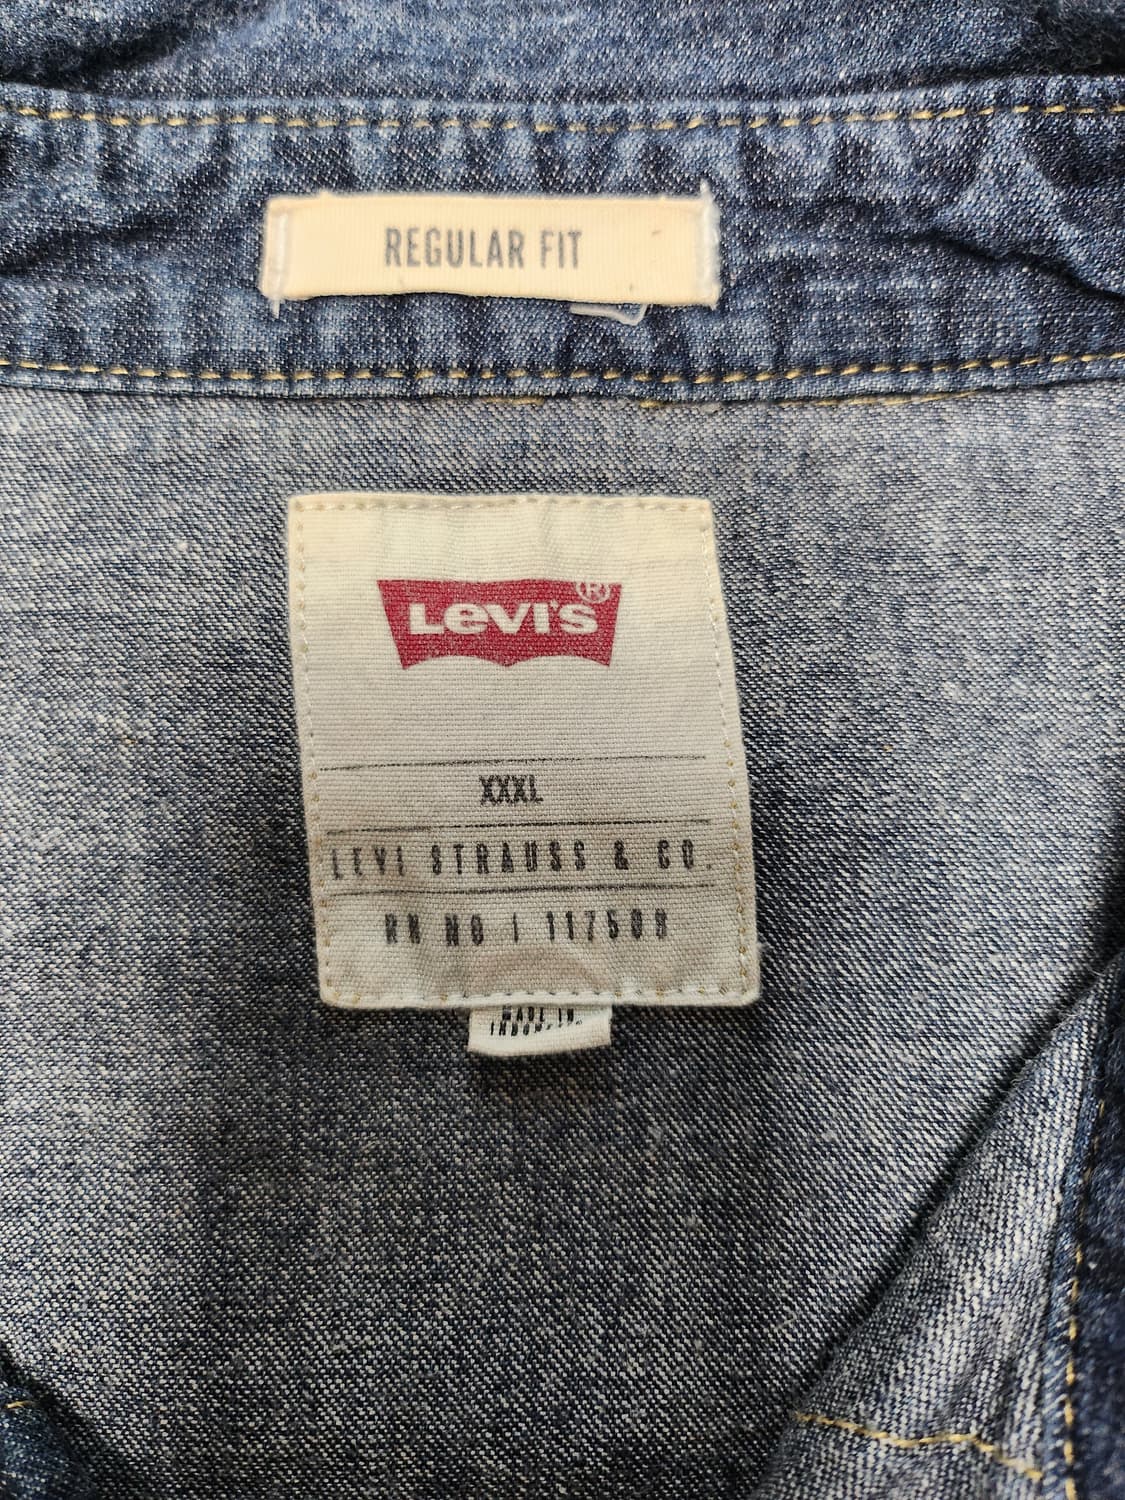 REGULAR FIT
LEVI'S®
XXXL
LEVI STRAUSS & CO.
RN NO | 117508
MADE IN